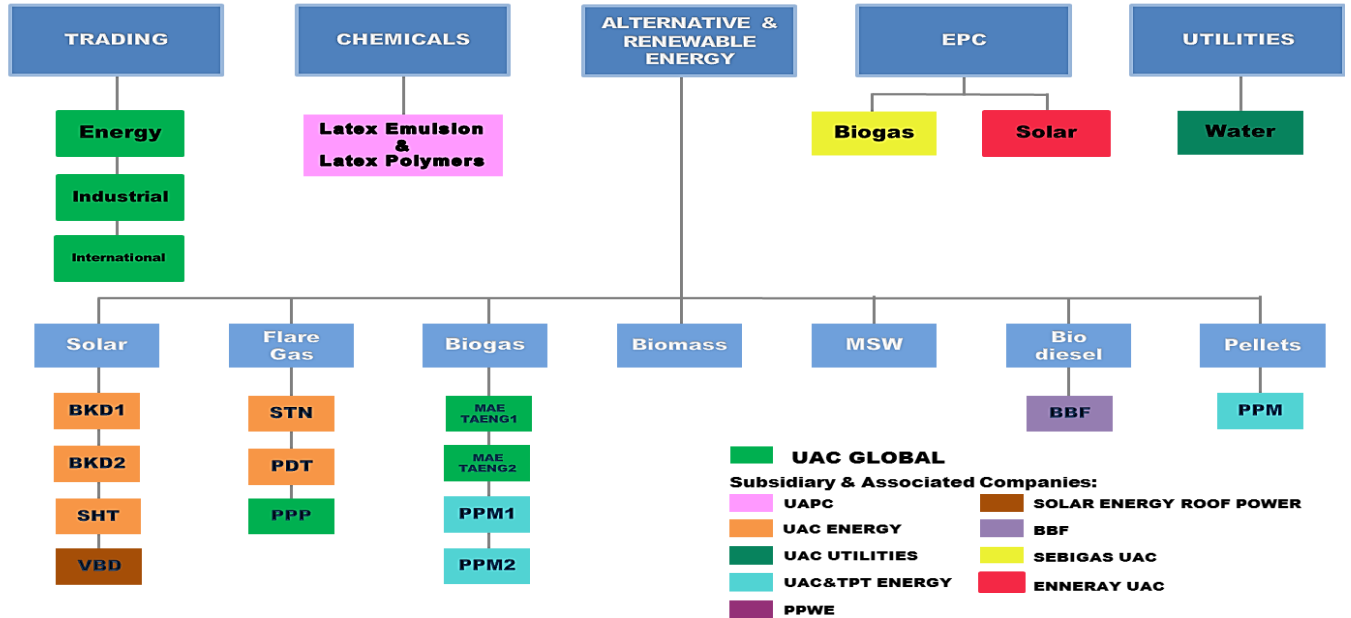 TRADING
CHEMICALS
ALTERNATIVE &
RENEWABLE
ENERGY
EPC
UTILITIES
Energy
Industrial
International
Latex Emulsion
&
Latex Polymers
Biogas
Solar
Water
Solar
Flare
Gas
Biogas
Biomass
MSW
Bio
diesel
Pellets
BKD1
BKD2
SHT
VBD
STN
PDT
PPP
MAE
TAENG1
MAE
TAENG2
PPM1
PPM2
BBF
PPM
UAC GLOBAL
Subsidiary & Associated Companies:
UAPC
UAC ENERGY
UAC UTILITIES
UAC&TPT ENERGY
PPWE
SOLAR ENERGY ROOF POWER
BBF
SEBIGAS UAC
ENNERAY UAC